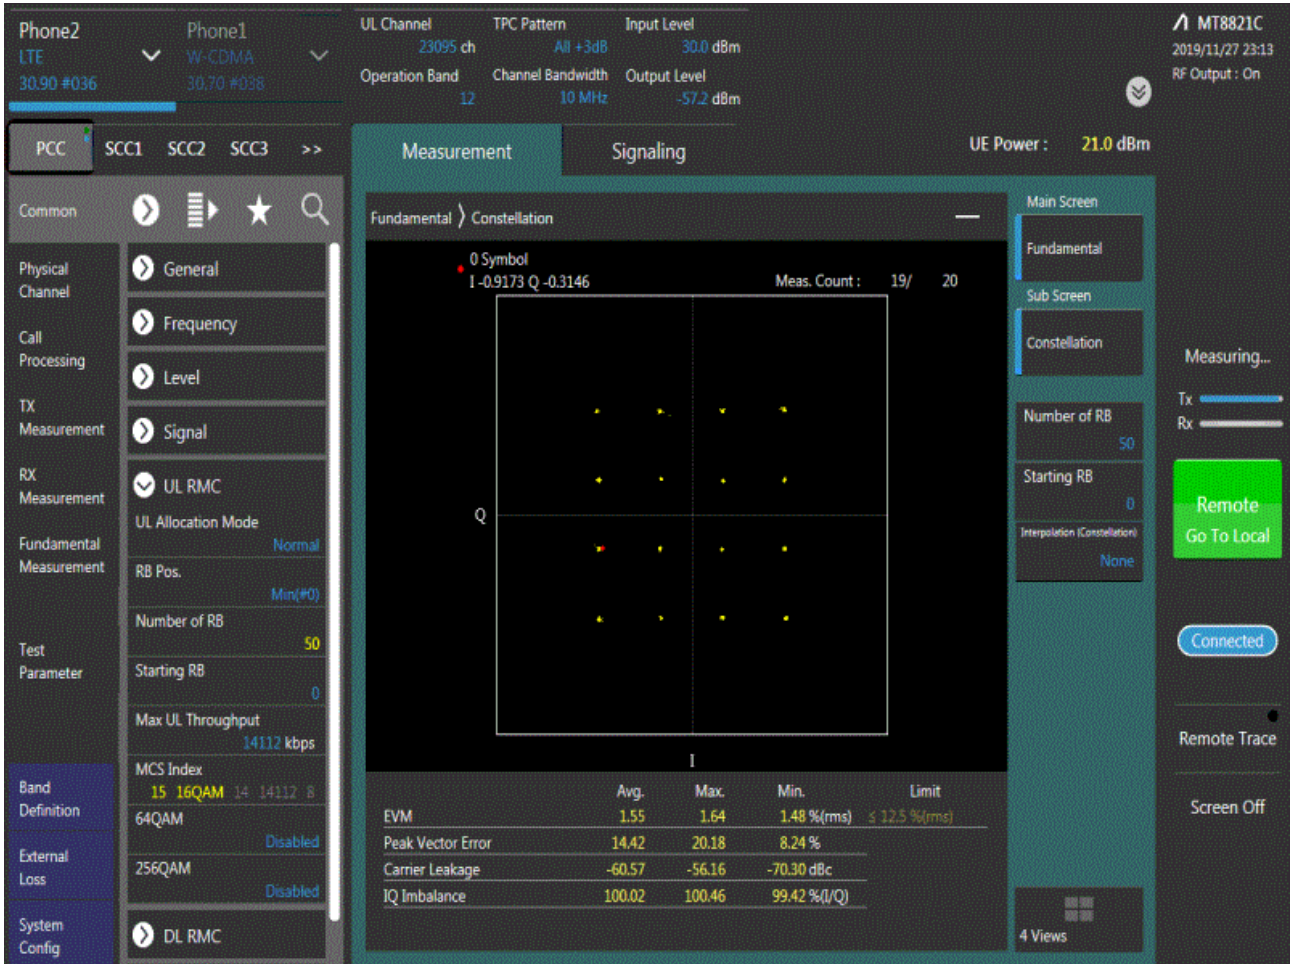 Phone2
LTE
30.90 #036
Phone1
W-CDMA
30.70 #038
UL Channel
23095 ch
TPC Pattern
All +3dB
Input Level
30.0 dBm
Operation Band
12
Channel Bandwidth
10 MHz
Output Level
-57.2 dBm
MT8821C
2019/11/27 23:13
RF Output : On
PCC SCC1 SCC2 SCC3 >>
Measurement
Signaling
UE Power : 21.0 dBm
Common
Physical
Channel
Call
Processing
TX
Measurement
RX
Measurement
Fundamental
Measurement
Test
Parameter
Band
Definition
External
Loss
System
Config
General
Frequency
Level
Signal
UL RMC
UL Allocation Mode
Normal
RB Pos.
Min(#0)
Number of RB
50
Starting RB
0
Max UL Throughput
14112 kbps
MCS Index
15 16QAM 14 14112 8
64QAM
Disabled
256QAM
Disabled
DL RMC
Fundamental 〉 Constellation
0 Symbol
I -0.9173 Q -0.3146
Meas. Count : 19/ 20
Q
I
Avg. Max. Min. Limit
EVM 1.55 1.64 1.48 %(rms) ≤ 12.5 %(rms)
Peak Vector Error 14.42 20.18 8.24 %
Carrier Leakage -60.57 -56.16 -70.30 dBc
IQ Imbalance 100.02 100.46 99.42 %(I/Q)
Main Screen
Fundamental
Sub Screen
Constellation
Number of RB
50
Starting RB
0
Interpolation (Constellation)
None
4 Views
Measuring...
Tx
Rx
Remote
Go To Local
Connected
Remote Trace
Screen Off